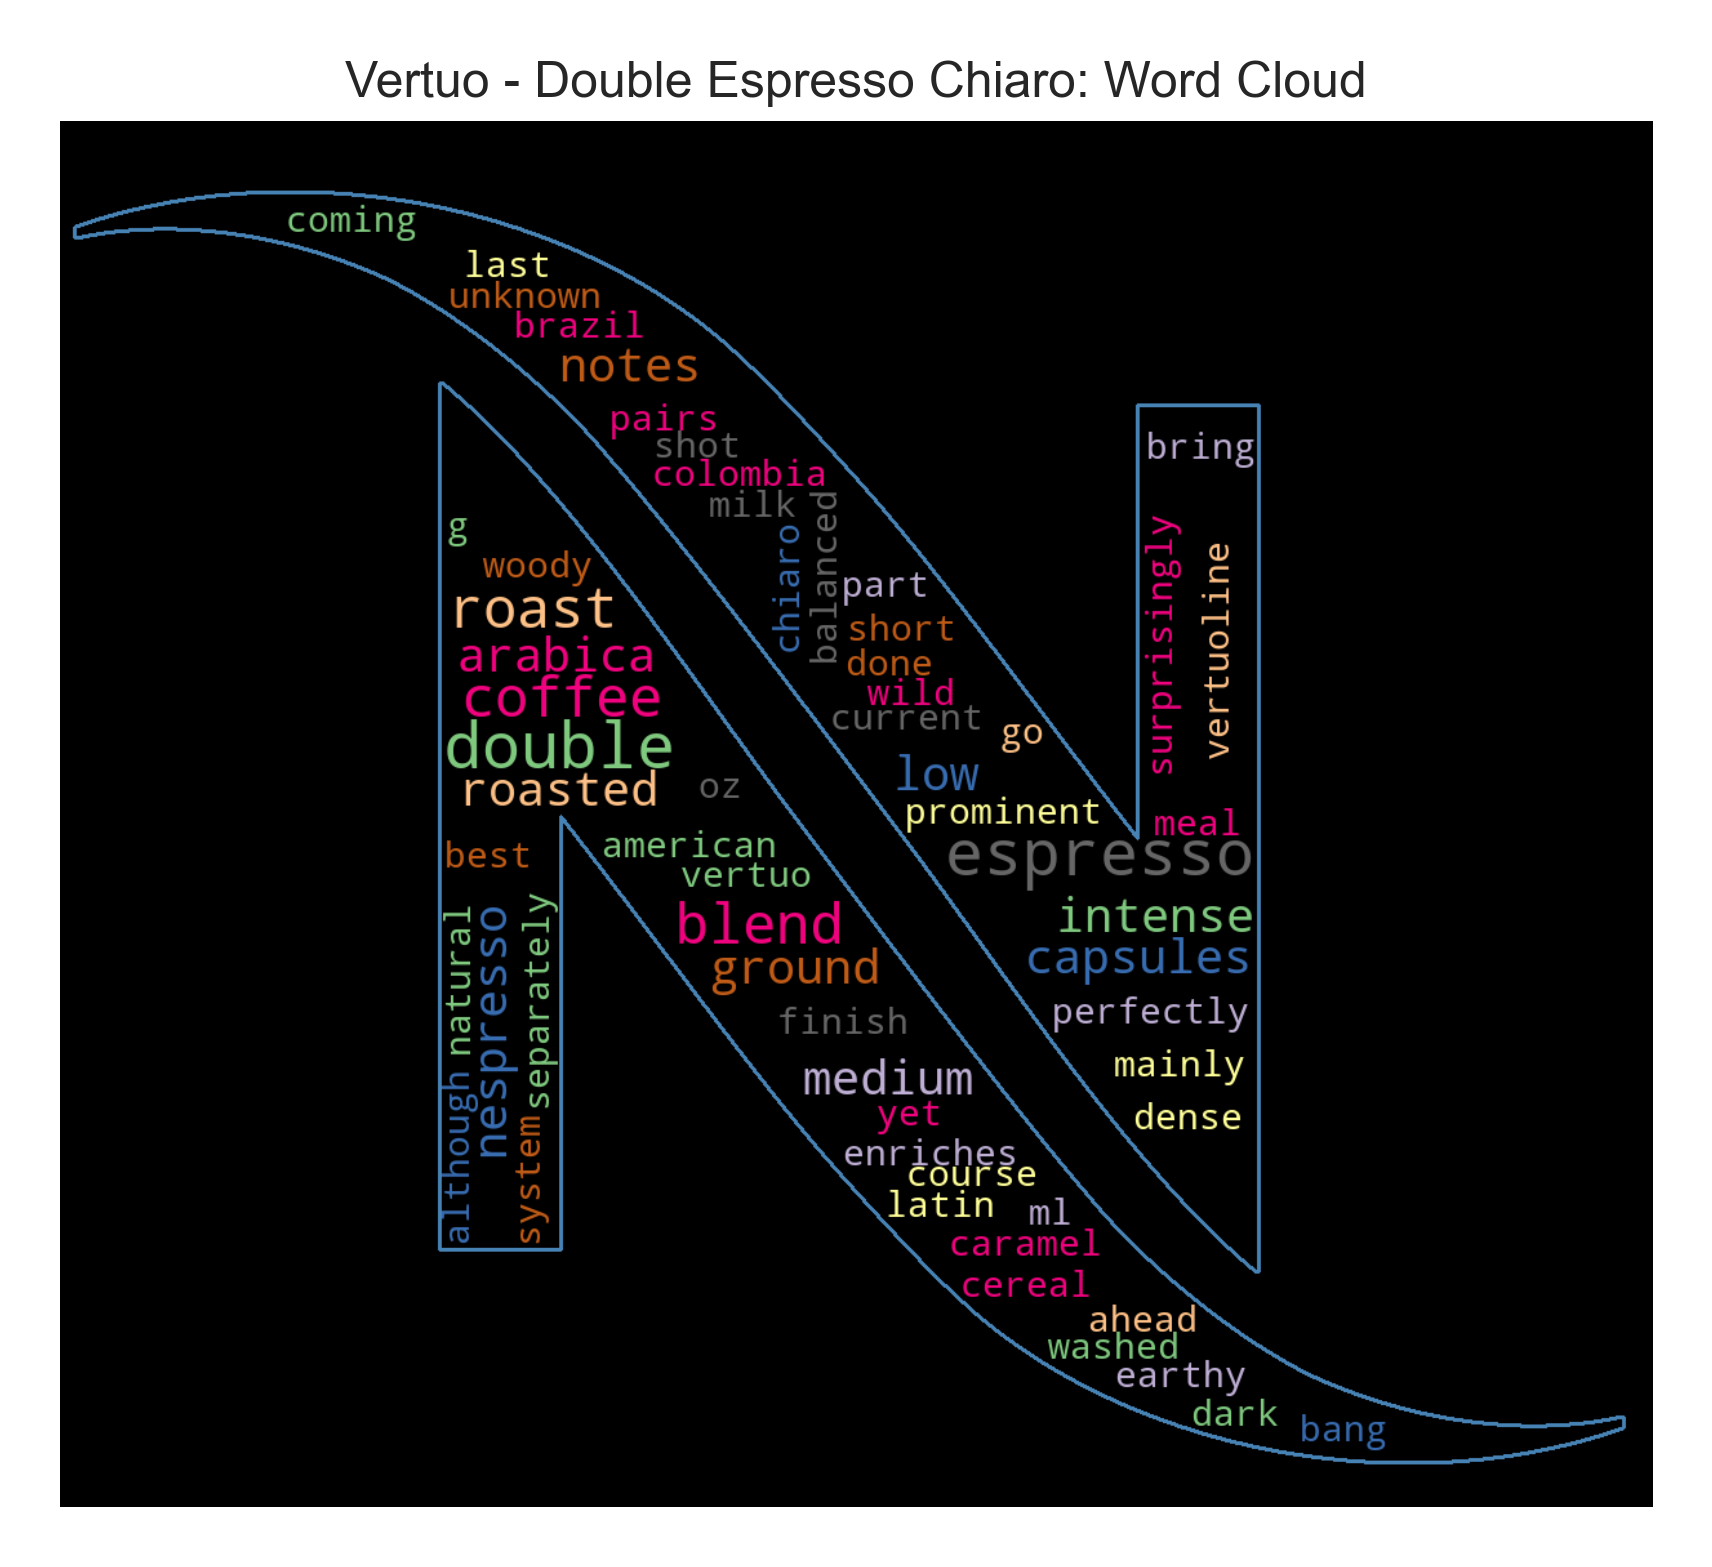 Vertuo - Double Espresso Chiaro: Word Cloud
coming
last
unknown
brazil
notes
pairs
shot
colombia
milk
chiaro
balanced
part
short
done
wild
current
go
low
prominent
espresso
bring
surprisingly
vertuoline
meal
intense
capsules
perfectly
mainly
dense
g
woody
roast
arabica
coffee
double
roasted
oz
best
american
vertuo
natural
nespresso
separately
although
system
blend
ground
finish
medium
yet
enriches
course
latin
ml
caramel
cereal
ahead
washed
earthy
dark
bang